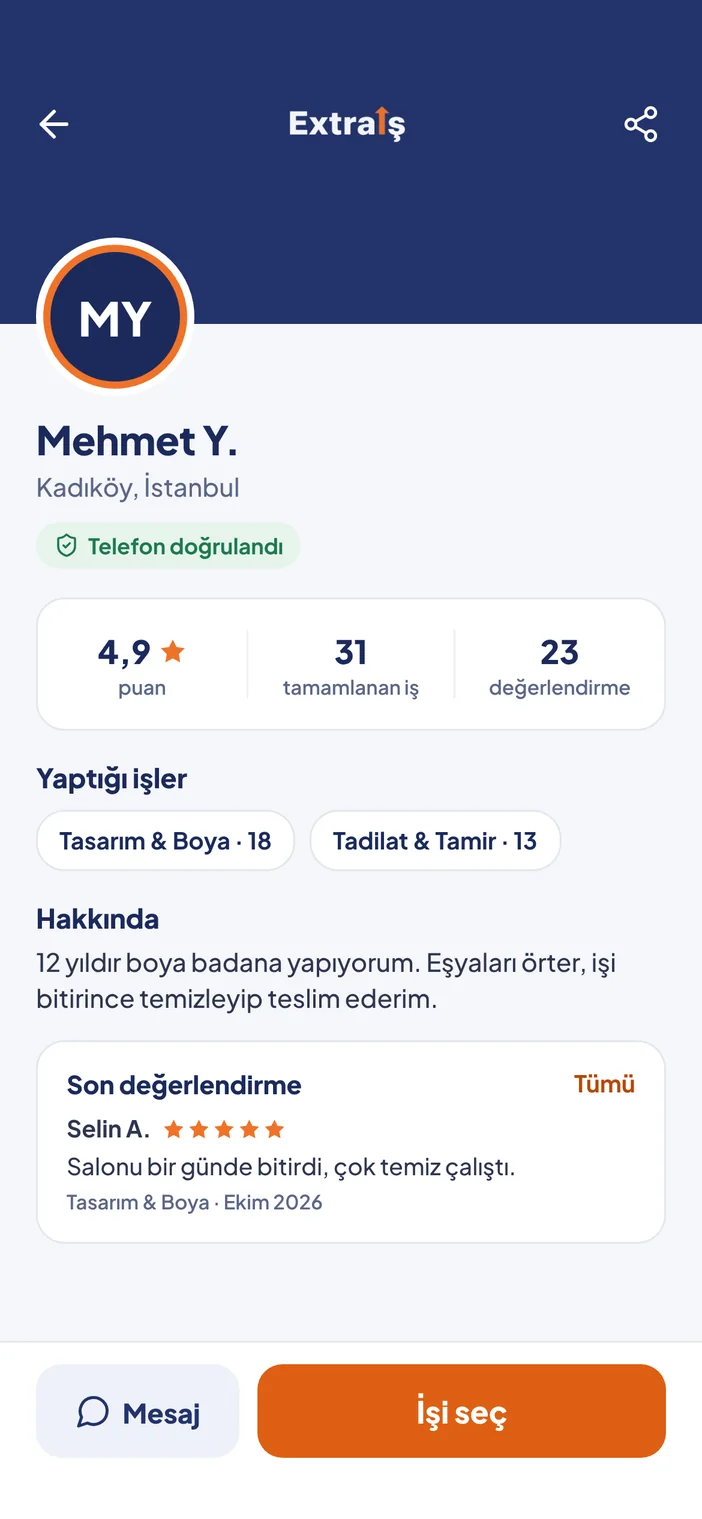 Extraiş
MY
Mehmet Y.
Kadıköy, İstanbul
Telefon doğrulandı
4,9 31 23
puan tamamlanan iş değerlendirme
Yaptığı işler
Tasarım & Boya · 18 Tadilat & Tamir · 13
Hakkında
12 yıldır boya badana yapıyorum. Eşyaları örter, işi
bitirince temizleyip teslim ederim.
Son değerlendirme Tümü
Selin A.
Salonu bir günde bitirdi, çok temiz çalıştı.
Tasarım & Boya · Ekim 2026
Mesaj İşi seç